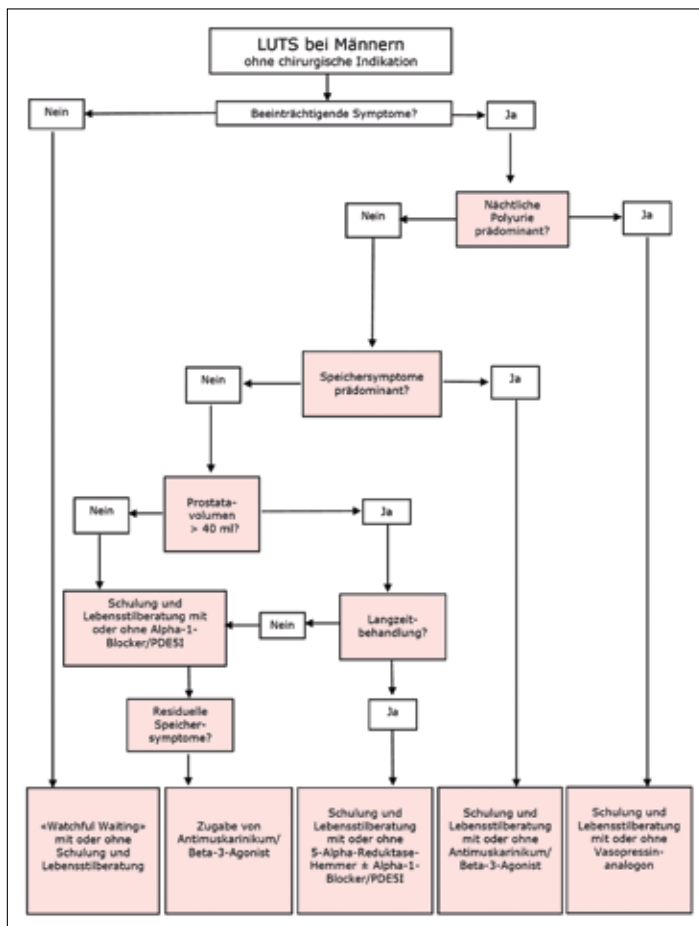 LUTS bei Männern
ohne chirurgische Indikation
Nein
Beeinträchtigende Symptome?
Ja
Nein
Nächtliche
Polyurie
prädominant?
Ja
Nein
Speichersymptome
prädominant?
Ja
Nein
Prostata-
volumen
> 40 ml?
Ja
Schulung und
Lebensstilberatung mit
oder ohne Alpha-1-
Blocker/PDE5I
Nein
Langzeit-
behandlung?
Residuelle
Speicher-
symptome?
Ja
«Watchful Waiting»
mit oder ohne
Schulung und
Lebensstilberatung
Zugabe von
Antimuskarinikum/
Beta-3-Agonist
Schulung und
Lebensstilberatung
mit oder ohne
5-Alpha-Reduktase-
Hemmer ± Alpha-1-
Blocker/PDE5I
Schulung und
Lebensstilberatung
mit oder ohne
Antimuskarinikum/
Beta-3-Agonist
Schulung und
Lebensstilberatung
mit oder ohne
Vasopressin-
analogon